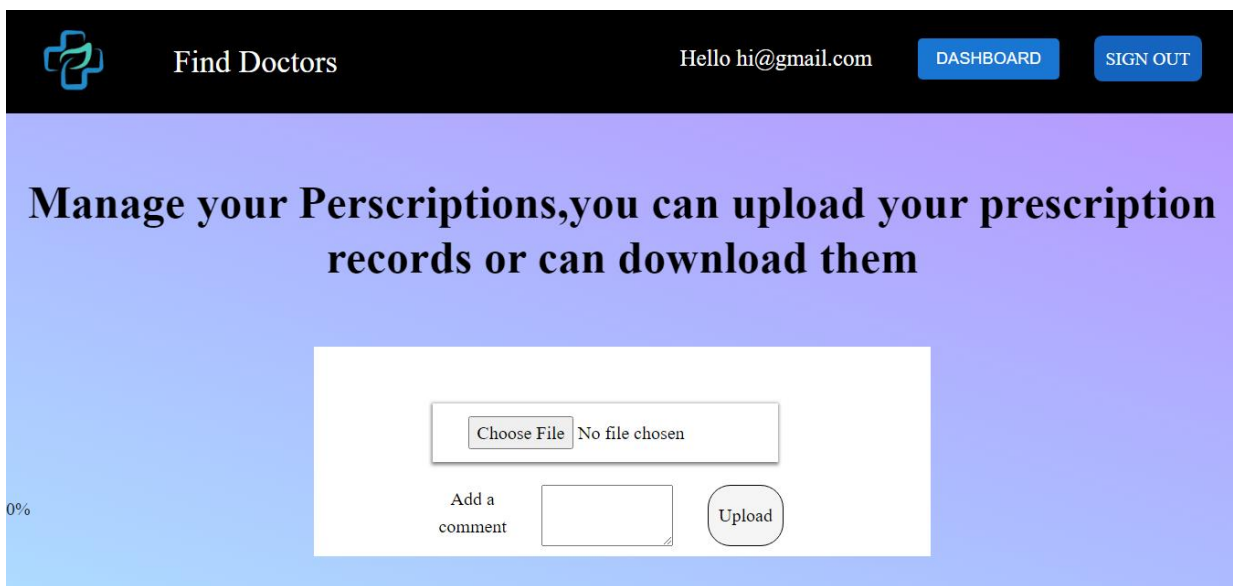 Find Doctors Hello hi@gmail.com DASHBOARD SIGN OUT
Manage your Perscriptions,you can upload your prescription
records or can download them
Choose File No file chosen
Add a
comment
Upload
0%